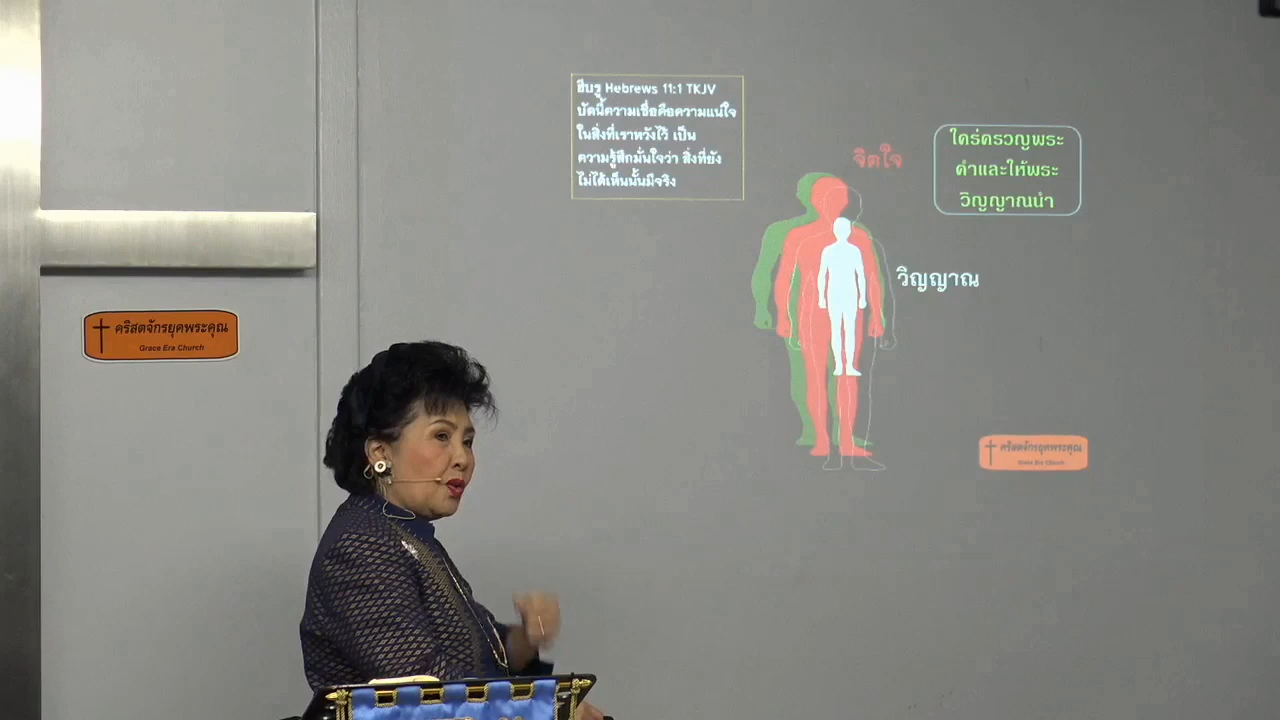 ฮีบรู Hebrews 11:1 TKJV
บัดนี้ความเชื่อคือความแน่ใจ
ในสิ่งที่เราหวังไว้ เป็น
ความรู้สึกมั่นใจว่า สิ่งที่ยัง
ไม่ได้เห็นนั้นมีจริง
จิตใจ
ใคร่ครวญพระ
คำและให้พระ
วิญญาณนำ
วิญญาณ
คริสตจักรยุคพระคุณ
Grace Era Church
คริสตจักรยุคพระคุณ
Grace Era Church